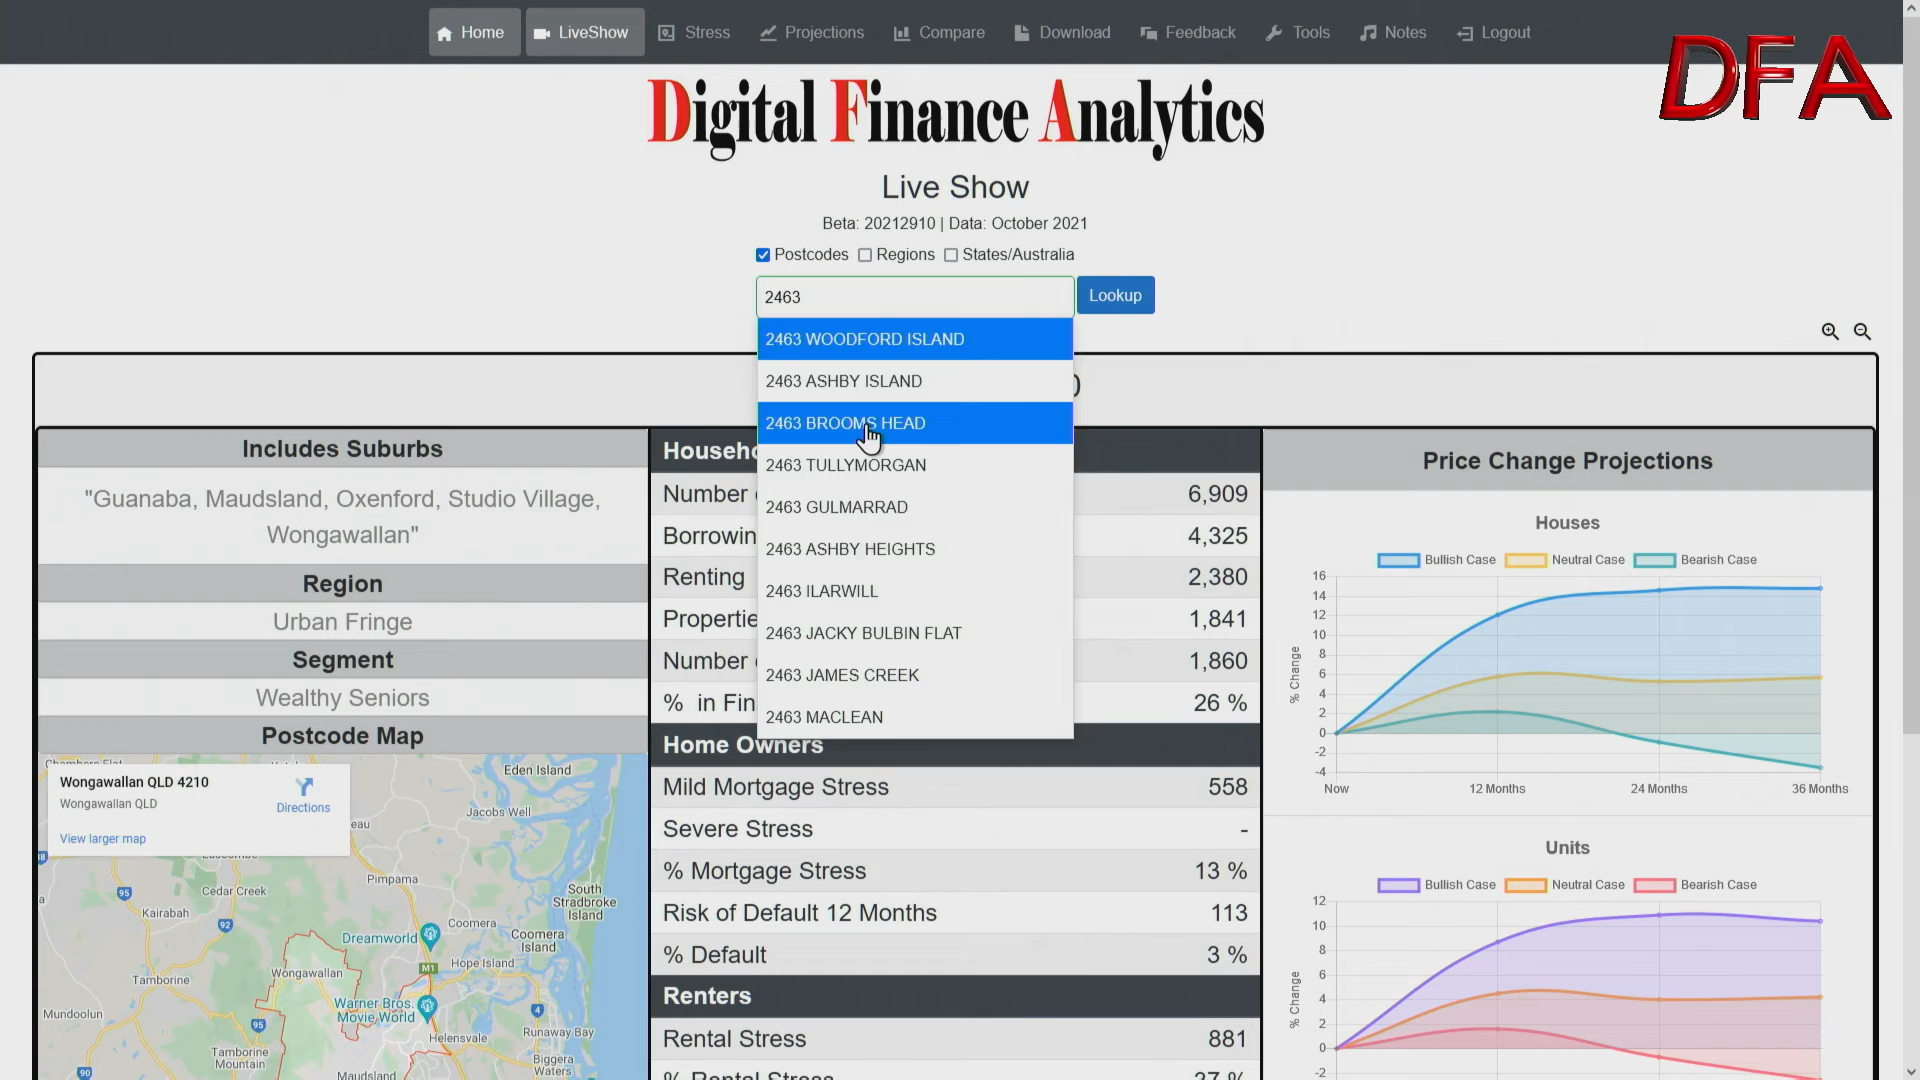 Home LiveShow Stress Projections Compare Download Feedback Tools Notes Logout
DFA
Digital Finance Analytics
Live Show
Beta: 20212910 | Data: October 2021
Postcodes Regions States/Australia
2463 Lookup
2463 WOODFORD ISLAND
2463 ASHBY ISLAND
2463 BROOMS HEAD
2463 TULLYMORGAN
2463 GULMARRAD
2463 ASHBY HEIGHTS
2463 ILARWILL
2463 JACKY BULBIN FLAT
2463 JAMES CREEK
2463 MACLEAN
)
Includes Suburbs
"Guanaba, Maudsland, Oxenford, Studio Village,
Wongawallan"
Region
Urban Fringe
Segment
Wealthy Seniors
Postcode Map
Wongawallan QLD 4210
Wongawallan QLD
Directions
View larger map
Eden Island
Jacobs Well
Pimpama
Cedar Creek
95
Kairabah
92
South
Stradbroke
Island
Coomera
Dreamworld
Coomera
Island
Hope Island
M1
Wongawallan
Tamborine
Warner Bros.
Movie World
Mundoolun
95
4
Runaway Bay
Helensvale
Tamborine
Mountain
Biggera
Waters
90
Maudsland
Househo
Number 6,909
Borrowin 4,325
Renting 2,380
Propertie 1,841
Number 1,860
% in Fin 26 %
Home Owners
Mild Mortgage Stress 558
Severe Stress -
% Mortgage Stress 13 %
Risk of Default 12 Months 113
% Default 3 %
Renters
Rental Stress 881
% Rental Stress 37 %
Price Change Projections
Houses
Bullish Case Neutral Case Bearish Case
% Change
16
14
12
10
8
6
4
2
0
-2
-4
Now 12 Months 24 Months 36 Months
Units
Bullish Case Neutral Case Bearish Case
% Change
12
10
8
6
4
2
0
-2